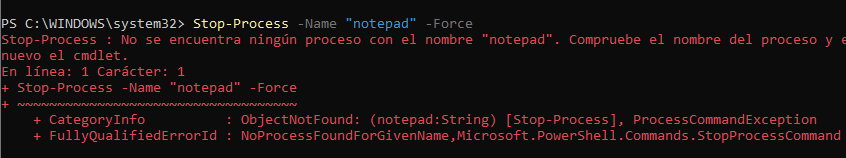 PS C:\WINDOWS\system32> Stop-Process -Name "notepad" -Force
Stop-Process : No se encuentra ningún proceso con el nombre "notepad". Compruebe el nombre del proceso y e
nuevo el cmdlet.
En línea: 1 Carácter: 1
+ Stop-Process -Name "notepad" -Force
+ ~~~~~~~~~~~~~~~~~~~~~~~~~~~~~~~~~~~
    + CategoryInfo          : ObjectNotFound: (notepad:String) [Stop-Process], ProcessCommandException
    + FullyQualifiedErrorId : NoProcessFoundForGivenName,Microsoft.PowerShell.Commands.StopProcessCommand